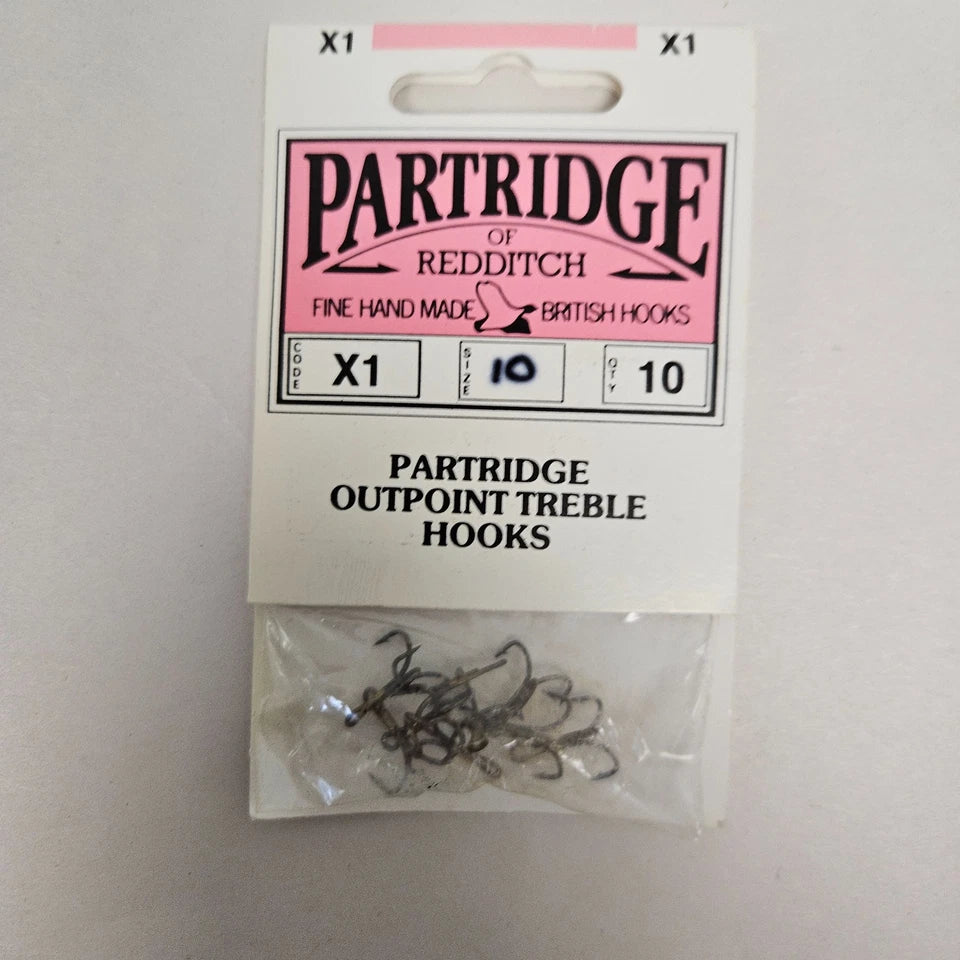 X1 X1
PARTRIDGE
OF
REDDITCH
FINE HAND MADE BRITISH HOOKS
CODE X1 SIZE 10 QTY 10
PARTRIDGE
OUTPOINT TREBLE
HOOKS